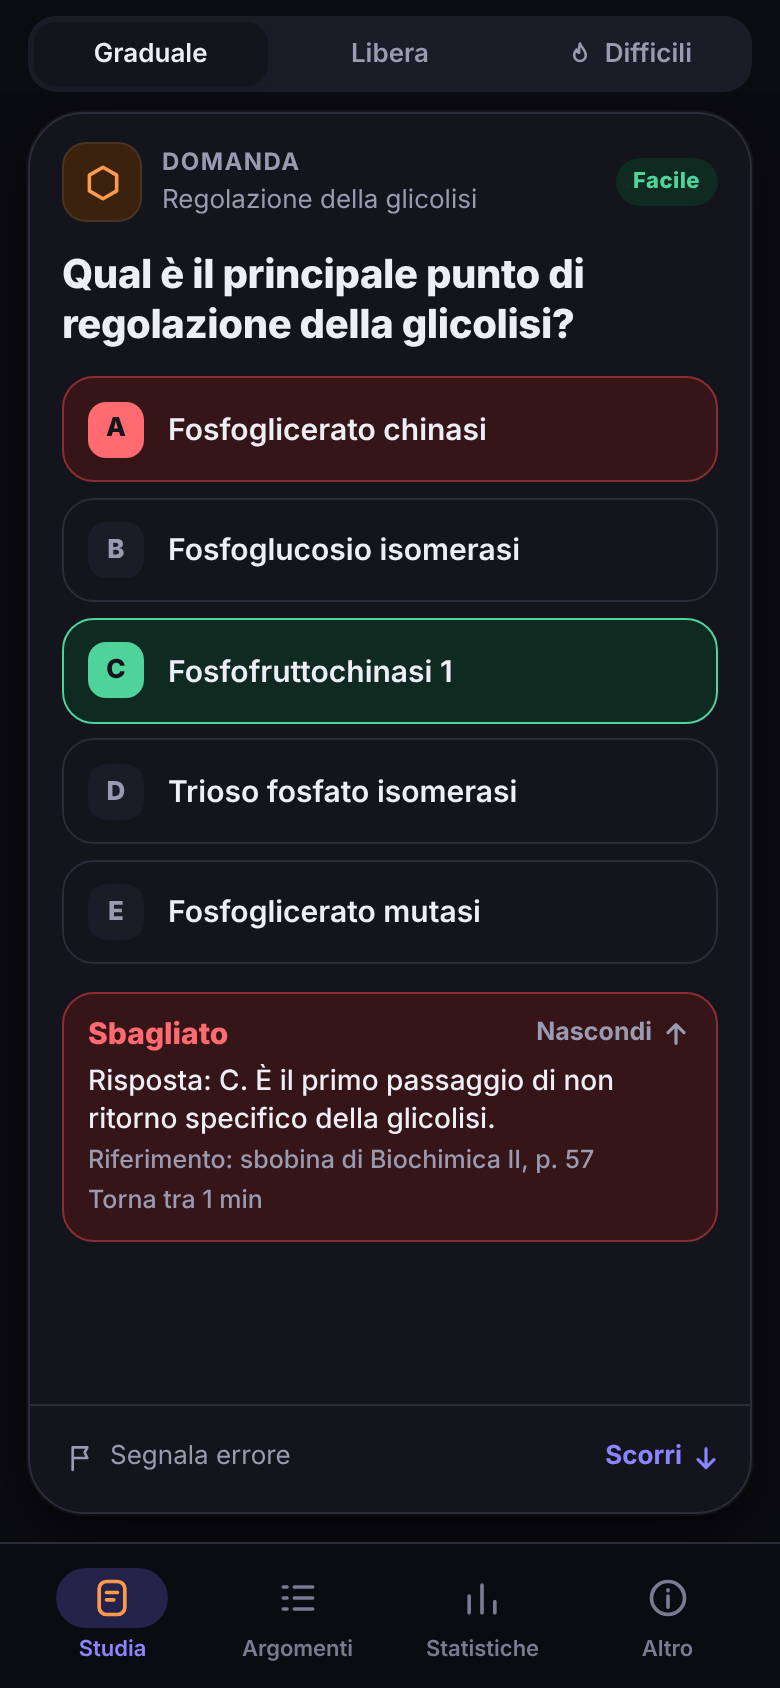 Graduale
Libera
Difficili
DOMANDA
Regolazione della glicolisi
Facile
Qual è il principale punto di
regolazione della glicolisi?
A
Fosfoglicerato chinasi
B
Fosfoglucosio isomerasi
C
Fosfofruttochinasi 1
D
Trioso fosfato isomerasi
E
Fosfoglicerato mutasi
Sbagliato
Nascondi
Risposta: C. È il primo passaggio di non
ritorno specifico della glicolisi.
Riferimento: sbobina di Biochimica II, p. 57
Torna tra 1 min
Segnala errore
Scorri
Studia
Argomenti
Statistiche
Altro